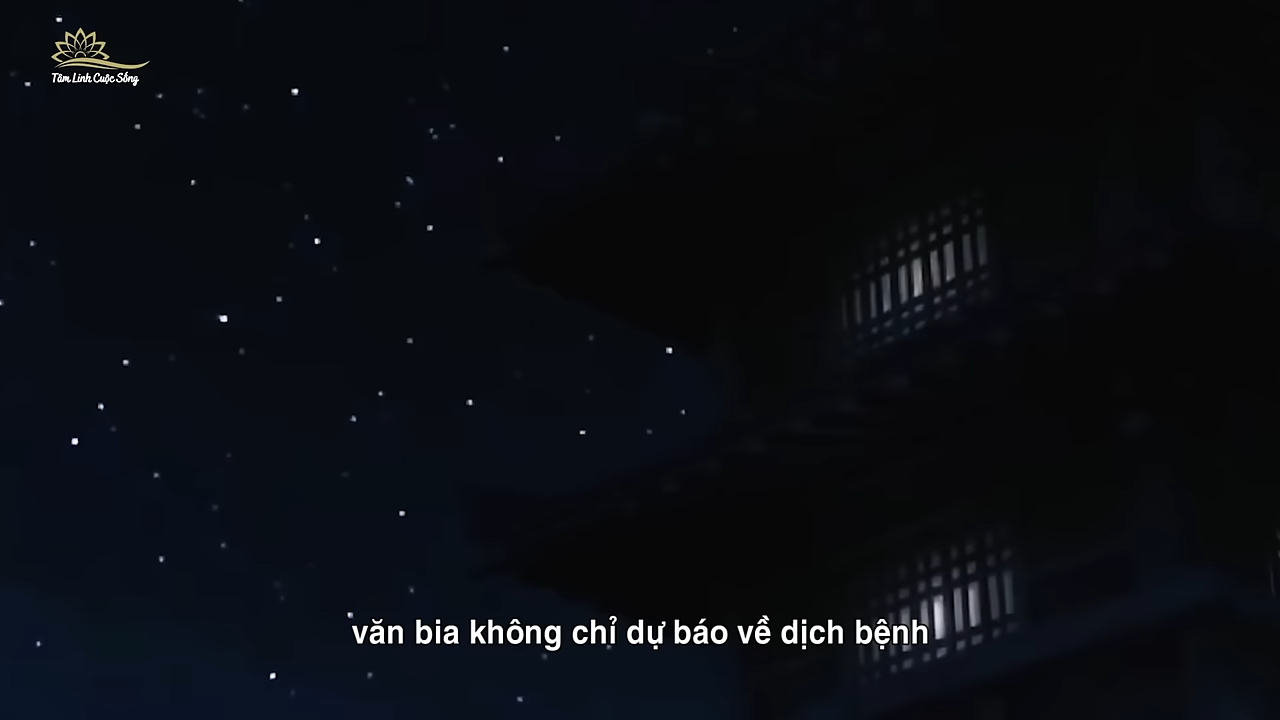 Tâm Linh Cuộc Sống
văn bia không chỉ dự báo về dịch bệnh